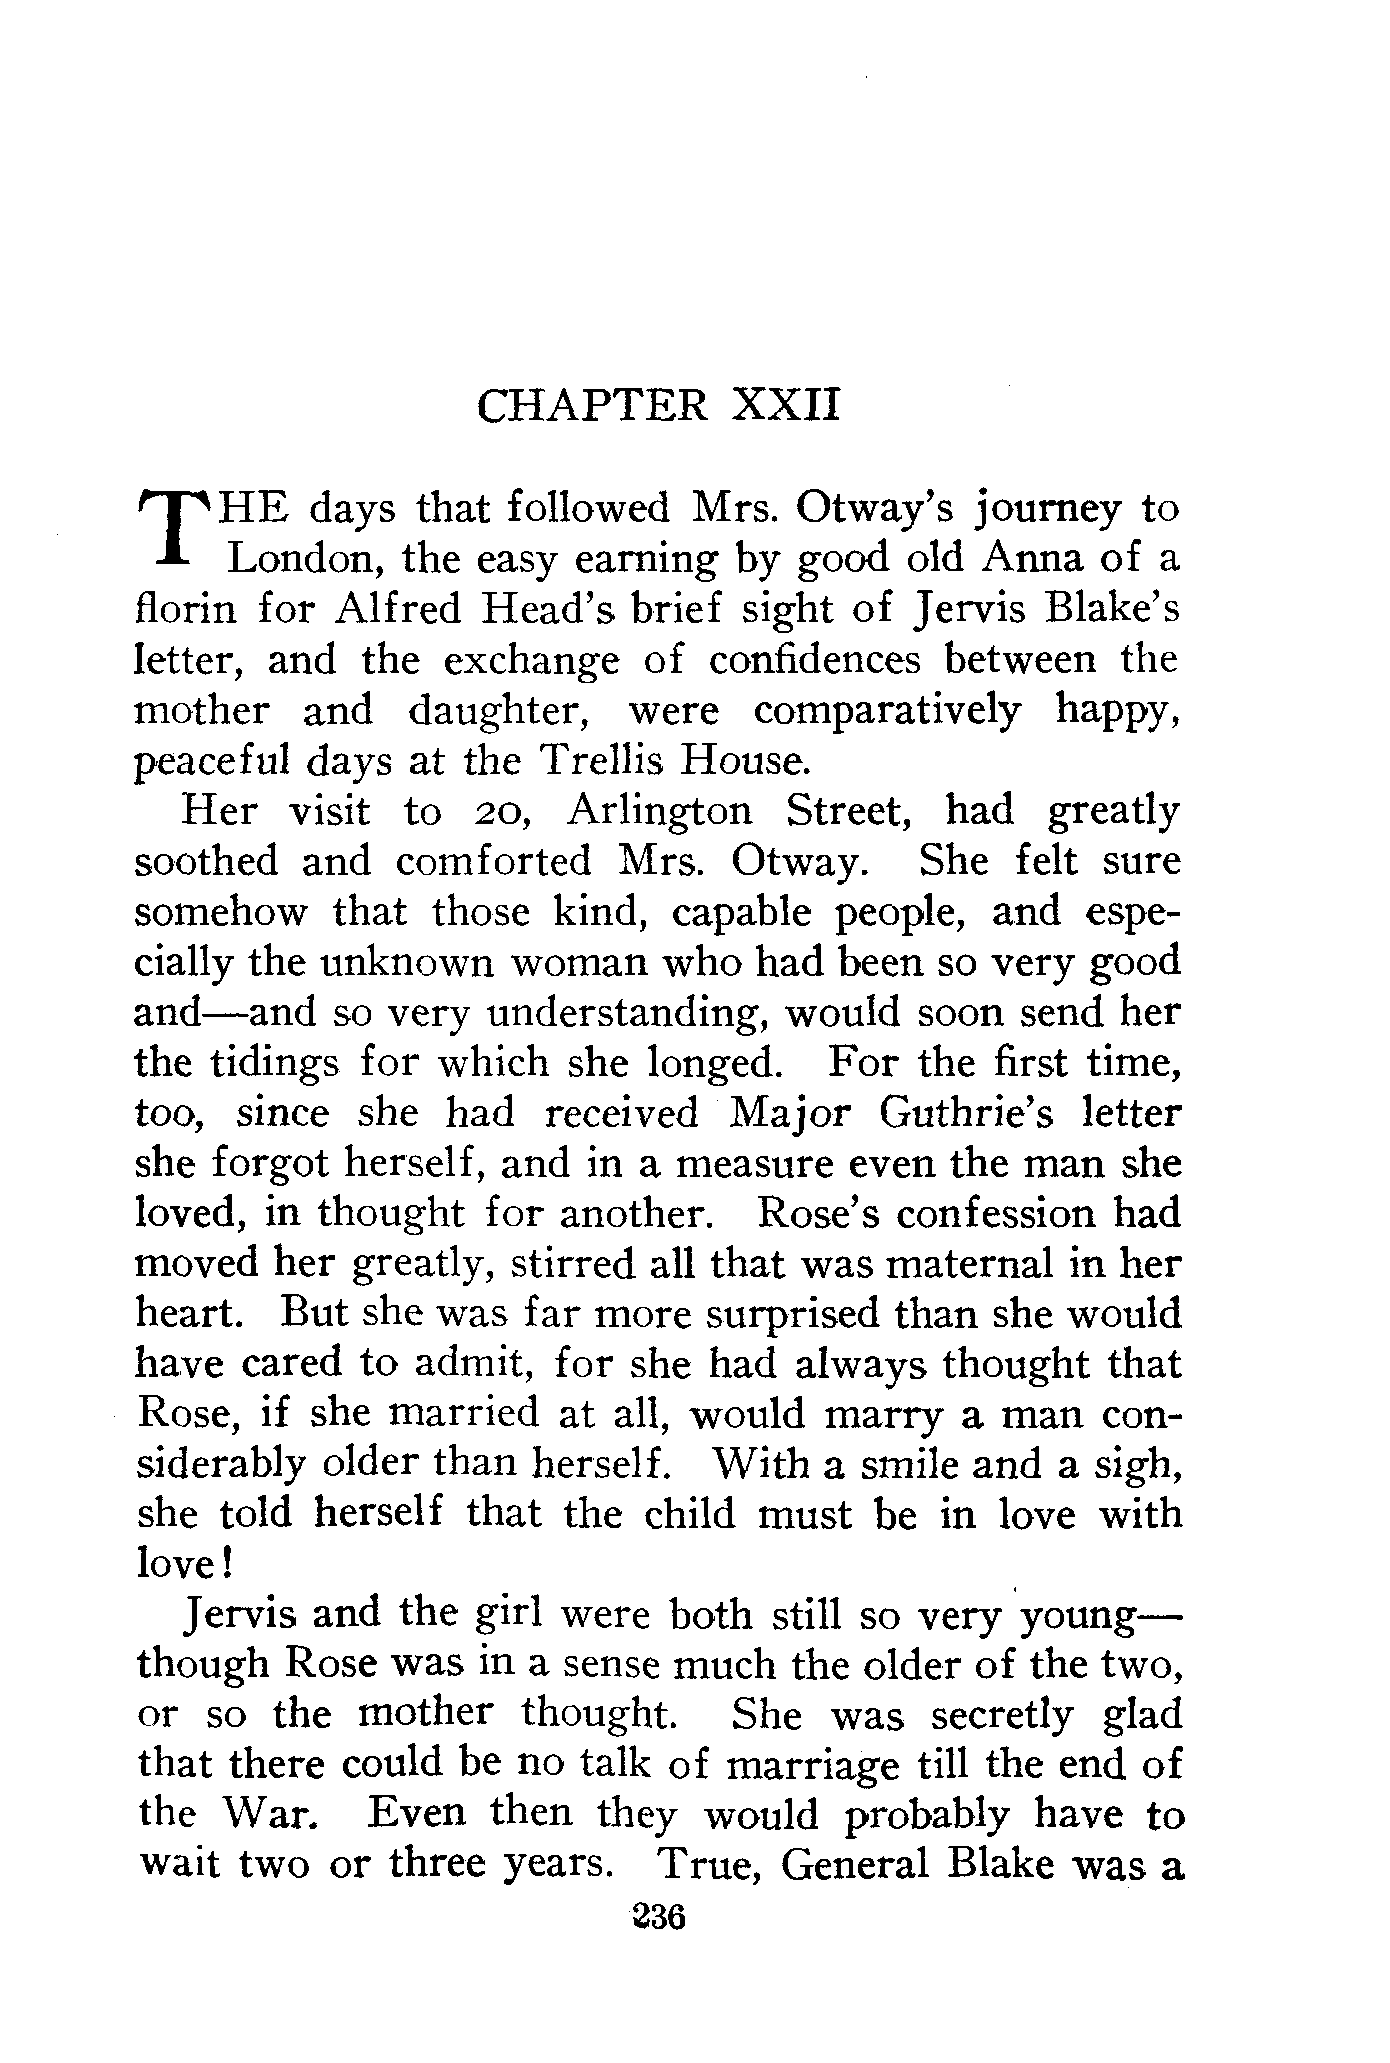 CHAPTER XXII
THE days that followed Mrs. Otway's journey to
London, the easy earning by good old Anna of a
florin for Alfred Head's brief sight of Jervis Blake's
letter, and the exchange of confidences between the
mother and daughter, were comparatively happy,
peaceful days at the Trellis House.
Her visit to 20, Arlington Street, had greatly
soothed and comforted Mrs. Otway. She felt sure
somehow that those kind, capable people, and espe-
cially the unknown woman who had been so very good
and—and so very understanding, would soon send her
the tidings for which she longed. For the first time,
too, since she had received Major Guthrie's letter
she forgot herself, and in a measure even the man she
loved, in thought for another. Rose's confession had
moved her greatly, stirred all that was maternal in her
heart. But she was far more surprised than she would
have cared to admit, for she had always thought that
Rose, if she married at all, would marry a man con-
siderably older than herself. With a smile and a sigh,
she told herself that the child must be in love with
love!
Jervis and the girl were both still so very young—
though Rose was in a sense much the older of the two,
or so the mother thought. She was secretly glad
that there could be no talk of marriage till the end of
the War. Even then they would probably have to
wait two or three years. True, General Blake was a
236